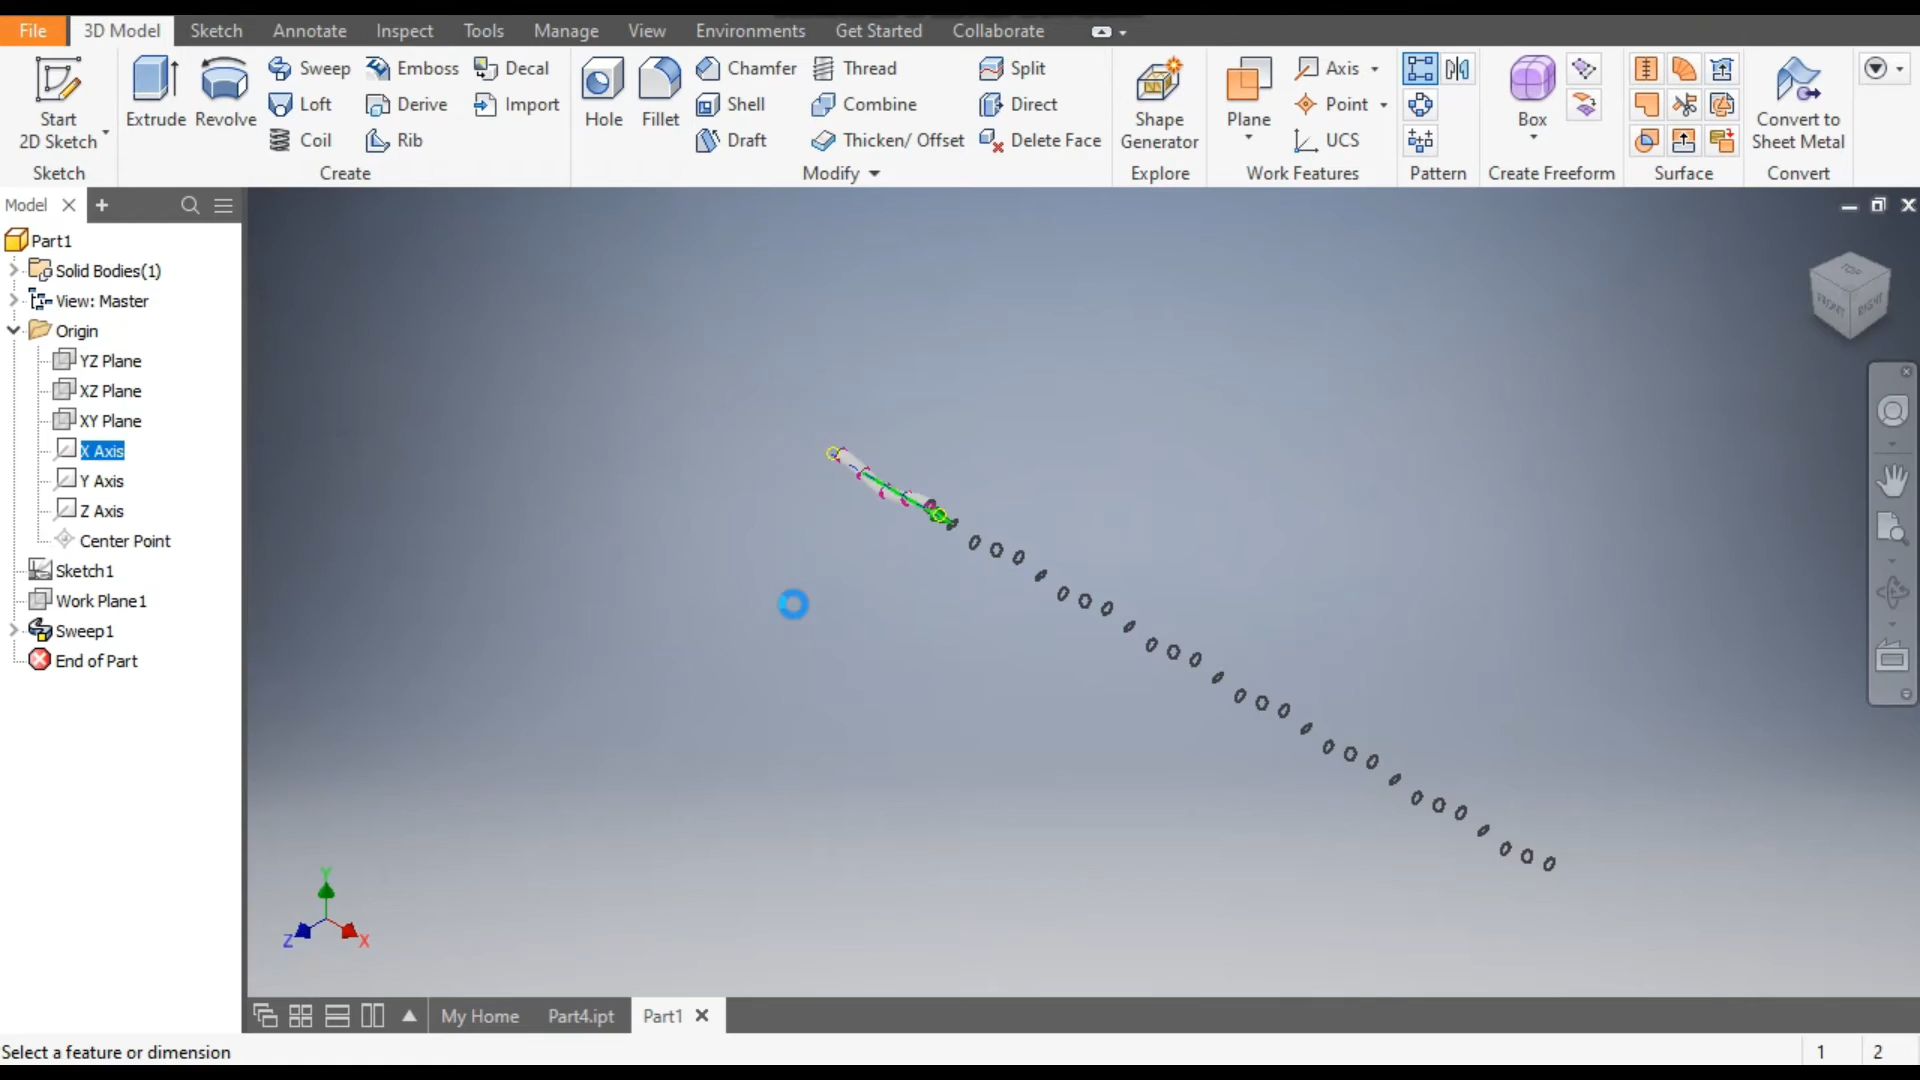 File 3D Model Sketch Annotate Inspect Tools Manage View Environments Get Started Collaborate
Start
2D Sketch
Sketch
Extrude
Revolve
Sweep
Loft
Coil
Emboss
Derive
Rib
Decal
Import
Create
Hole
Fillet
Chamfer
Shell
Draft
Thread
Combine
Thicken/ Offset
Split
Direct
Delete Face
Modify
Shape
Generator
Explore
Plane
Axis
Point
UCS
Work Features
Pattern
Box
Create Freeform
Surface
Convert to
Sheet Metal
Convert
Model
Part1
Solid Bodies(1)
View: Master
Origin
YZ Plane
XZ Plane
XY Plane
X Axis
Y Axis
Z Axis
Center Point
Sketch1
Work Plane1
Sweep1
End of Part
TOP
FRONT
RIGHT
Y
Z
X
My Home Part4.ipt Part1
Select a feature or dimension
1 2